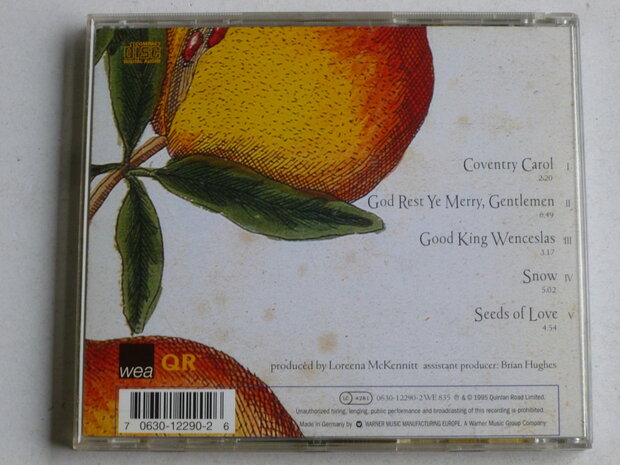 COMPACT
disc
DIGITAL AUDIO
Coventry Carol I
2:20
God Rest Ye Merry, Gentlemen II
6.49
Good King Wenceslas III
3.17
Snow IV
5.02
Seeds of Love V
4.54
produced by Loreena McKennitt assistant producer: Brian Hughes
wea QR
LC 4281 0630-12290-2 WE 835 ℗ & © 1995 Quinlan Road Limited.
Unauthorized hiring, lending, public performance and broadcasting of this recording is prohibited.
Made in Germany by WARNER MUSIC MANUFACTURING EUROPE. A Warner Music Group Company
7 0630-12290-2 6